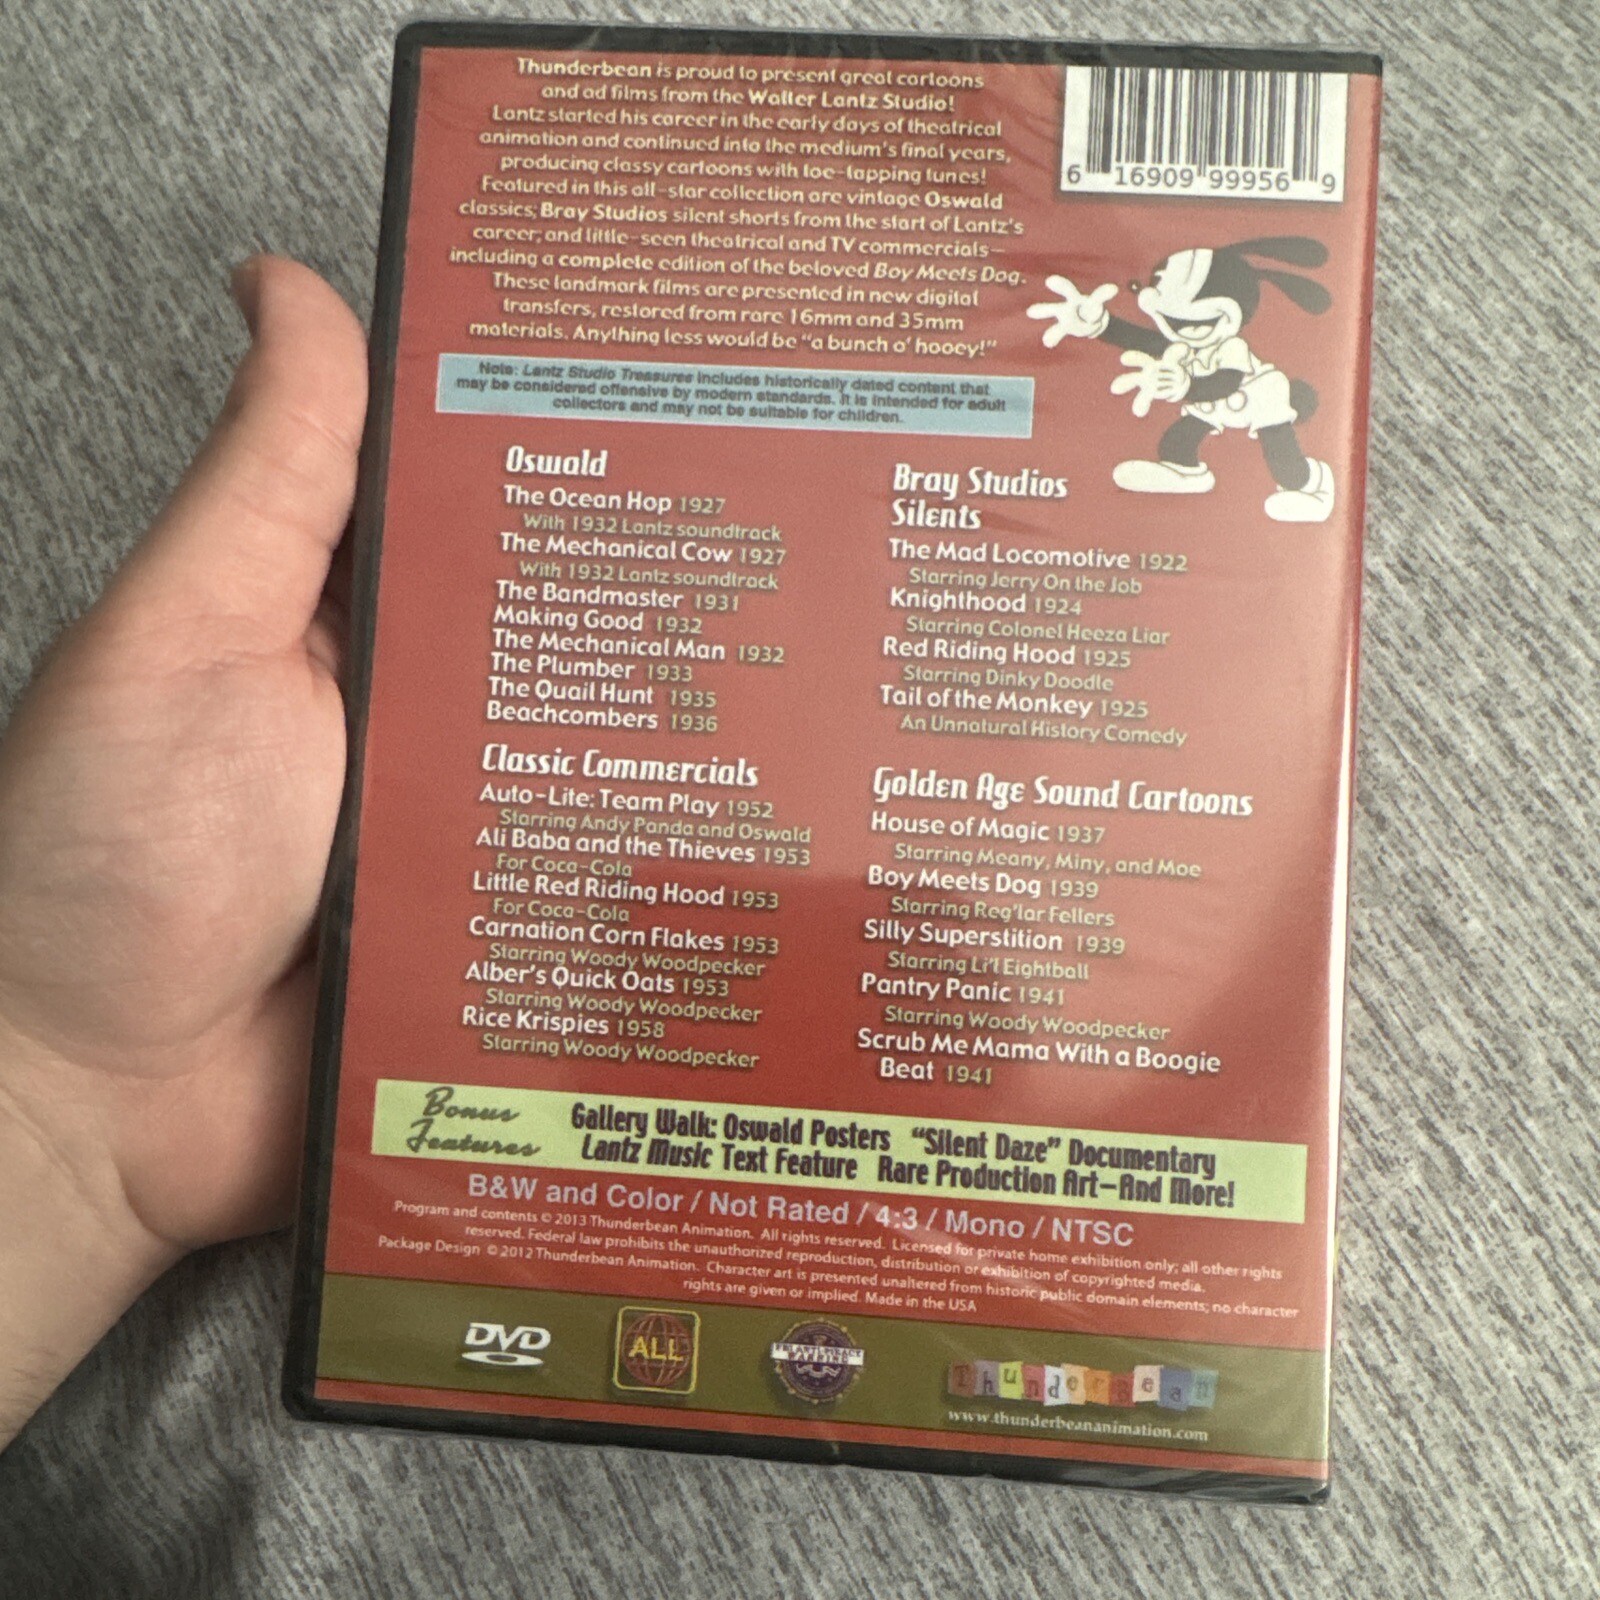 Thunderbean is proud to present great cartoons
and ad films from the Walter Lantz Studio!
Lantz started his career in the early days of theatrical
animation and continued into the medium's final years,
producing classy cartoons with toe-tapping tunes!
Featured in this all-star collection are vintage Oswald
classics; Bray Studios silent shorts from the start of Lantz's
career; and little-seen theatrical and TV commercials—
including a complete edition of the beloved Boy Meets Dog.
These landmark films are presented in new digital
transfers, restored from rare 16mm and 35mm
materials. Anything less would be "a bunch o' hooey!"
6 16909 99956 9
Note: Lantz Studio Treasures includes historically dated content that
may be considered offensive by modern standards. It is intended for adult
collectors and may not be suitable for children.
Oswald
The Ocean Hop 1927
With 1932 Lantz soundtrack
The Mechanical Cow 1927
With 1932 Lantz soundtrack
The Bandmaster 1931
Making Good 1932
The Mechanical Man 1932
The Plumber 1933
The Quail Hunt 1935
Beachcombers 1936
Classic Commercials
Auto-Lite: Team Play 1952
Starring Andy Panda and Oswald
Ali Baba and the Thieves 1953
For Coca-Cola
Little Red Riding Hood 1953
For Coca-Cola
Carnation Corn Flakes 1953
Starring Woody Woodpecker
Alber's Quick Oats 1953
Starring Woody Woodpecker
Rice Krispies 1958
Starring Woody Woodpecker
Bray Studios
Silents
The Mad Locomotive 1922
Starring Jerry On the Job
Knighthood 1924
Starring Colonel Heeza Liar
Red Riding Hood 1925
Starring Dinky Doodle
Tail of the Monkey 1925
An Unnatural History Comedy
Golden Age Sound Cartoons
House of Magic 1937
Starring Meany, Miny, and Moe
Boy Meets Dog 1939
Starring Reg'lar Fellers
Silly Superstition 1939
Starring Li'l Eightball
Pantry Panic 1941
Starring Woody Woodpecker
Scrub Me Mama With a Boogie
Beat 1941
Bonus
Features
Gallery Walk: Oswald Posters "Silent Daze" Documentary
Lantz Music Text Feature Rare Production Art—And More!
B&W and Color / Not Rated / 4:3 / Mono / NTSC
Program and contents © 2013 Thunderbean Animation. All rights reserved. Licensed for private home exhibition only; all other rights
reserved. Federal law prohibits the unauthorized reproduction, distribution or exhibition of copyrighted media.
Package Design © 2012 Thunderbean Animation. Character art is presented unaltered from historic public domain elements; no character
rights are given or implied. Made in the USA
DVD
ALL
Thunderbean
www.thunderbeananimation.com